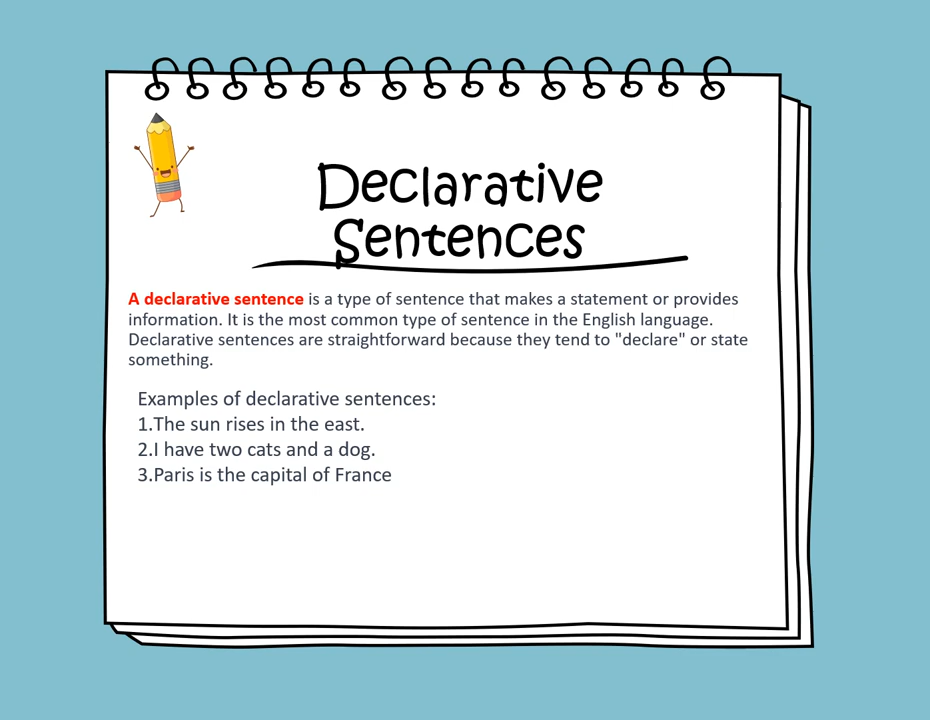 Declarative
Sentences
A declarative sentence is a type of sentence that makes a statement or provides
information. It is the most common type of sentence in the English language.
Declarative sentences are straightforward because they tend to "declare" or state
something.
Examples of declarative sentences:
1.The sun rises in the east.
2.I have two cats and a dog.
3.Paris is the capital of France